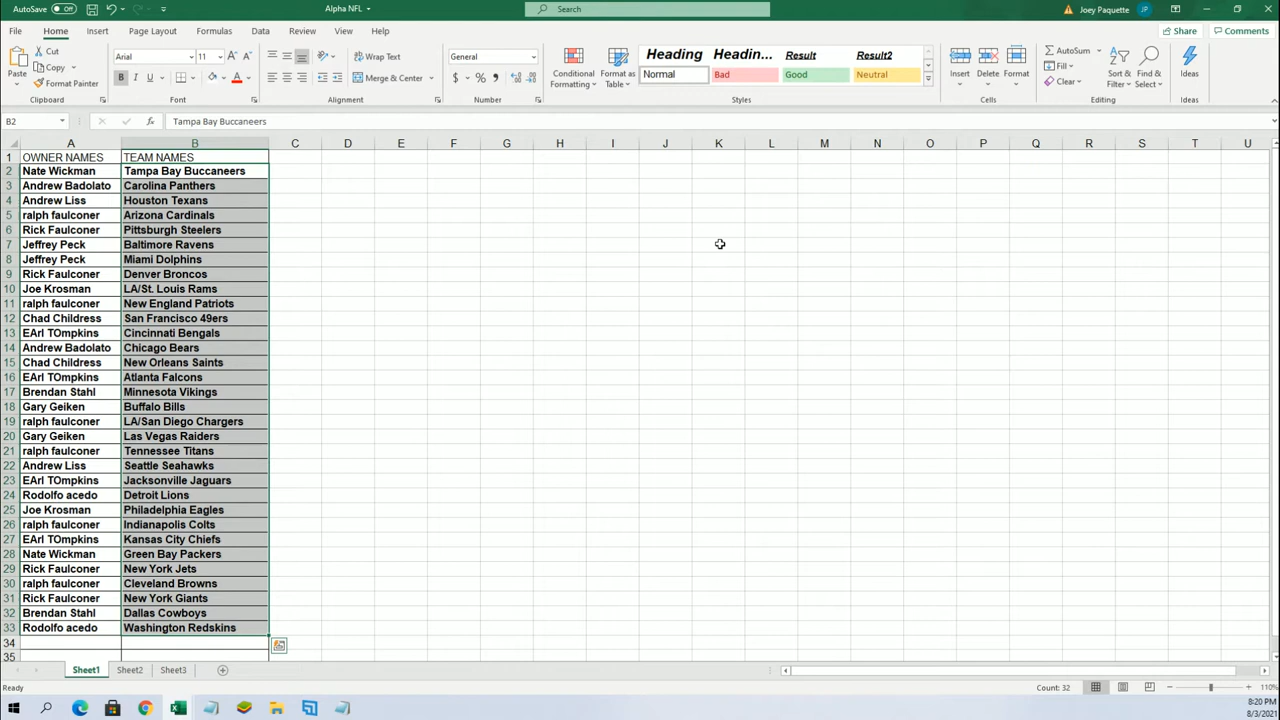 AutoSave Off Alpha NFL Search Joey Paquette JP
File Home Insert Page Layout Formulas Data Review View Help Share Comments
Paste Cut Copy Format Painter Clipboard
Arial 11 B I U A Font
Wrap Text Merge & Center Alignment
General $ % 9 Number
Conditional Formatting Format as Table
Heading Headin... Result Result2
Normal Bad Good Neutral
Styles
Insert Delete Format Cells
AutoSum Fill Clear Sort & Filter Find & Select Editing
Ideas Ideas
B2 fx Tampa Bay Buccaneers
A B C D E F G H I J K L M N O P Q R S T U
1 OWNER NAMES TEAM NAMES
2 Nate Wickman Tampa Bay Buccaneers
3 Andrew Badolato Carolina Panthers
4 Andrew Liss Houston Texans
5 ralph faulconer Arizona Cardinals
6 Rick Faulconer Pittsburgh Steelers
7 Jeffrey Peck Baltimore Ravens
8 Jeffrey Peck Miami Dolphins
9 Rick Faulconer Denver Broncos
10 Joe Krosman LA/St. Louis Rams
11 ralph faulconer New England Patriots
12 Chad Childress San Francisco 49ers
13 EArl TOmpkins Cincinnati Bengals
14 Andrew Badolato Chicago Bears
15 Chad Childress New Orleans Saints
16 EArl TOmpkins Atlanta Falcons
17 Brendan Stahl Minnesota Vikings
18 Gary Geiken Buffalo Bills
19 ralph faulconer LA/San Diego Chargers
20 Gary Geiken Las Vegas Raiders
21 ralph faulconer Tennessee Titans
22 Andrew Liss Seattle Seahawks
23 EArl TOmpkins Jacksonville Jaguars
24 Rodolfo acedo Detroit Lions
25 Joe Krosman Philadelphia Eagles
26 ralph faulconer Indianapolis Colts
27 EArl TOmpkins Kansas City Chiefs
28 Nate Wickman Green Bay Packers
29 Rick Faulconer New York Jets
30 ralph faulconer Cleveland Browns
31 Rick Faulconer New York Giants
32 Brendan Stahl Dallas Cowboys
33 Rodolfo acedo Washington Redskins
34
35
Sheet1 Sheet2 Sheet3
Ready Count: 32 110%
8:20 PM
8/3/2021